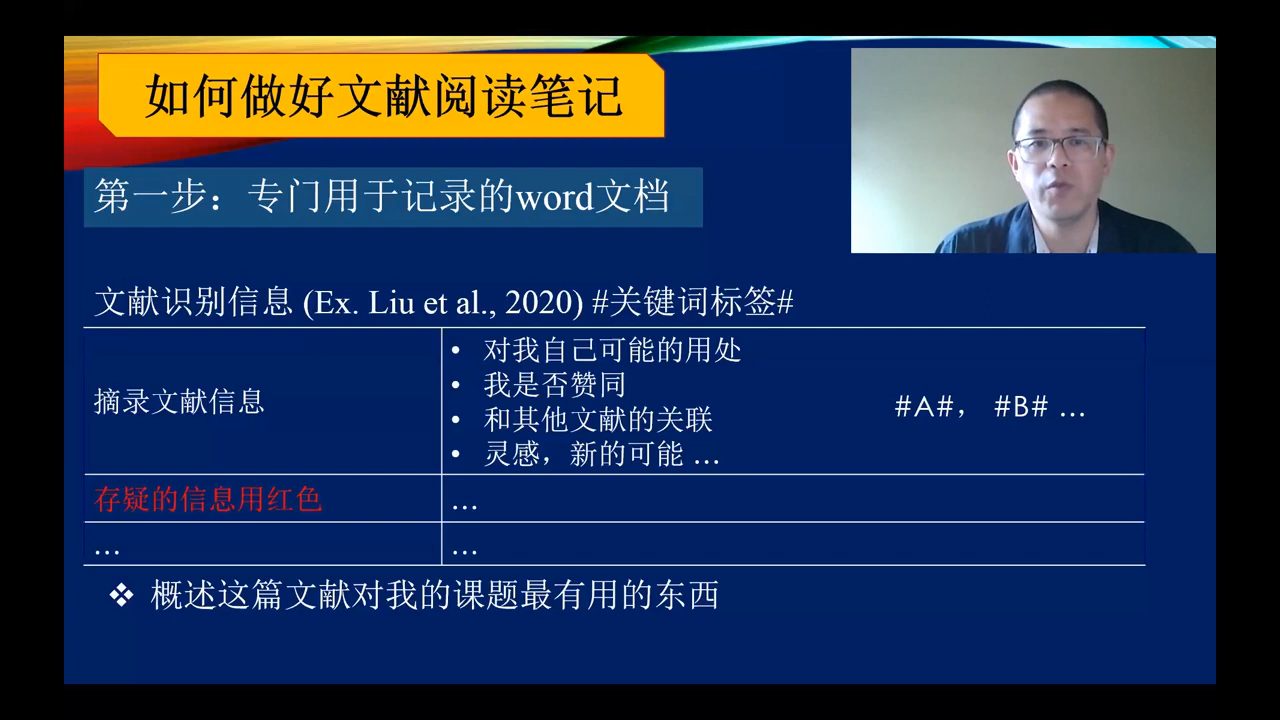 如何做好文献阅读笔记
第一步：专门用于记录的word文档
文献识别信息 (Ex. Liu et al., 2020) #关键词标签#
摘录文献信息
• 对我自己可能的用处
• 我是否赞同
• 和其他文献的关联
• 灵感，新的可能 …
#A#， #B# …
存疑的信息用红色
…
…
…
❖ 概述这篇文献对我的课题最有用的东西